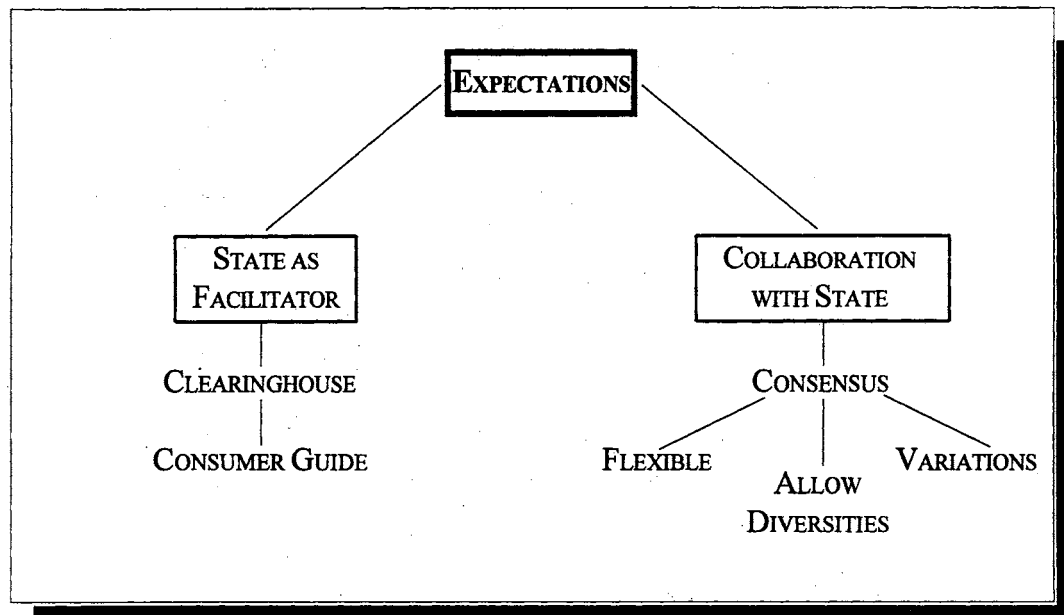 EXPECTATIONS
STATE AS
FACILITATOR
COLLABORATION
WITH STATE
CLEARINGHOUSE
CONSENSUS
CONSUMER GUIDE
FLEXIBLE
VARIATIONS
ALLOW
DIVERSITIES